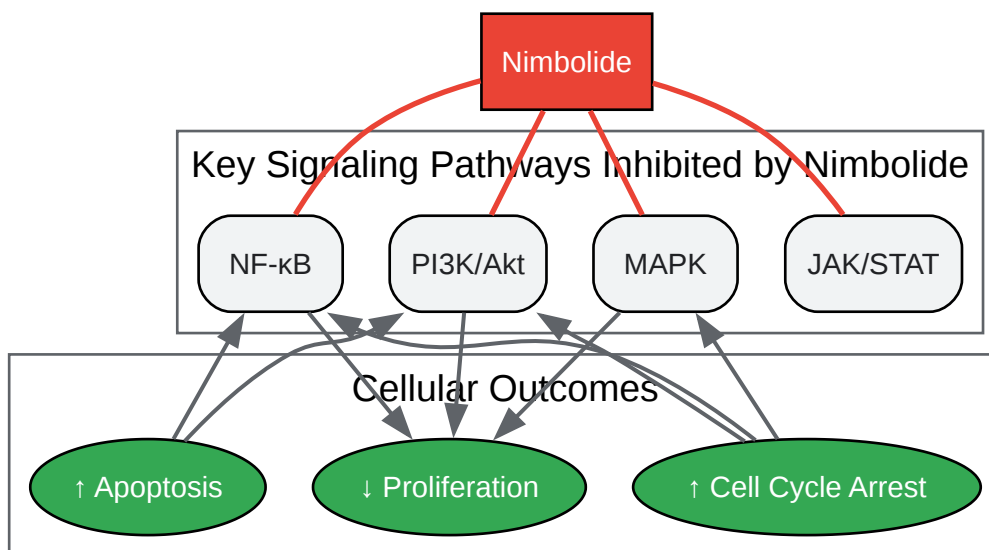 Nimbolide
Key Signaling Pathways Inhibited by Nimbolide
NF-κB
PI3K/Akt
MAPK
JAK/STAT
Cellular Outcomes
↑ Apoptosis
↓ Proliferation
↑ Cell Cycle Arrest